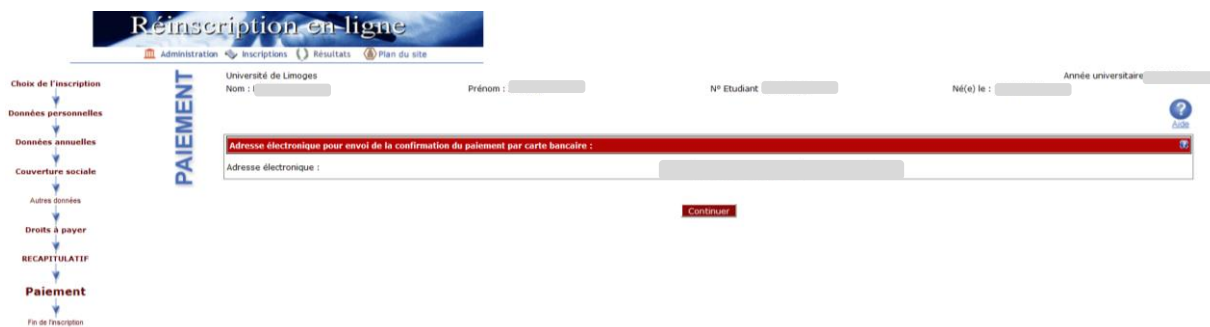 Réinscription en ligne
Administration Inscriptions Résultats Plan du site
Choix de l'inscription
Données personnelles
Données annuelles
Couverture sociale
Autres données
Droits à payer
RECAPITULATIF
Paiement
Fin de l'inscription
PAIEMENT
Université de Limoges Année universitaire
Nom : Prénom : N° Etudiant Né(e) le :
Aide
Adresse électronique pour envoi de la confirmation du paiement par carte bancaire : ?
Adresse électronique :
Continuer